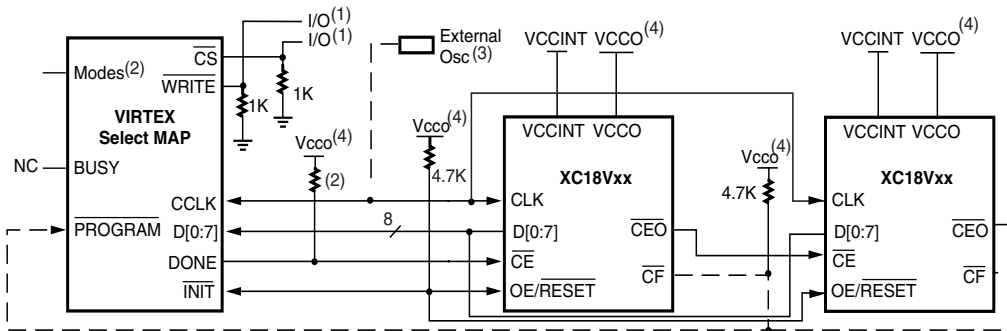 I/O(1)
I/O(1)
External
Osc(3)
VCCINT VCCO(4)
VCCINT VCCO(4)
CS
Modes(2)
WRITE
1K
1K
VIRTEX
Select MAP
Vcco(4)
Vcco(4)
VCCINT VCCO
VCCINT VCCO
NC
BUSY
(2)
4.7K
XC18Vxx
Vcco(4)
4.7K
XC18Vxx
CCLK
CLK
CLK
PROGRAM
D[0:7]
8
D[0:7]
CEO
D[0:7]
CEO
DONE
CE
CF
CE
CF
INIT
OE/RESET
OE/RESET